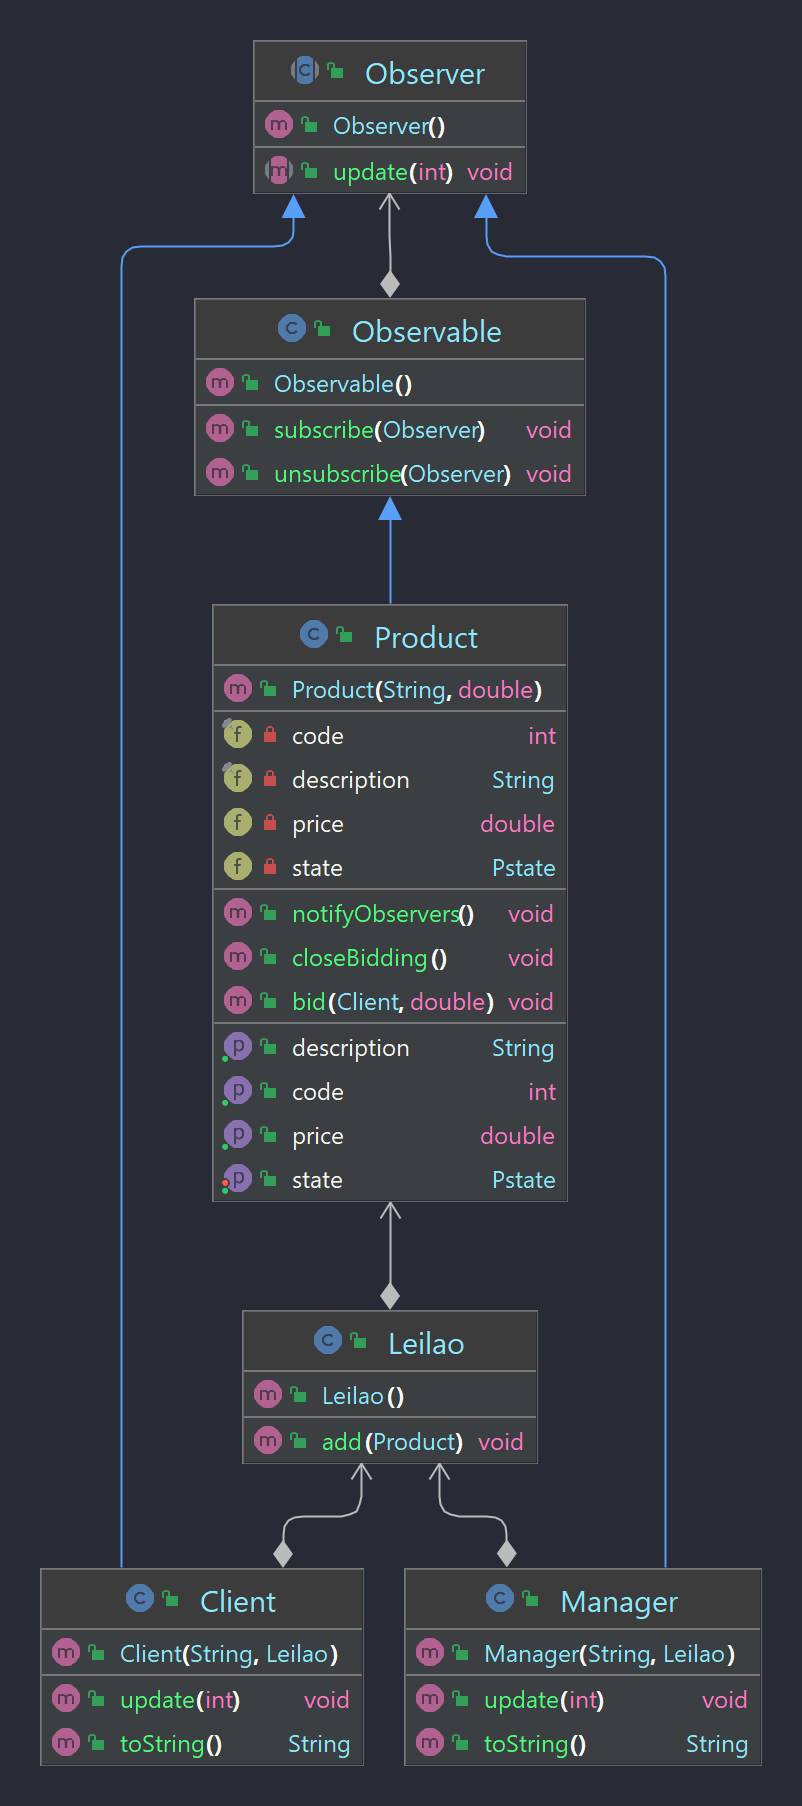 Observer
Observer()
update(int) void
Observable
Observable()
subscribe(Observer) void
unsubscribe(Observer) void
Product
Product(String, double)
code int
description String
price double
state Pstate
notifyObservers() void
closeBidding() void
bid(Client, double) void
description String
code int
price double
state Pstate
Leilao
Leilao()
add(Product) void
Client
Client(String, Leilao)
update(int) void
toString() String
Manager
Manager(String, Leilao)
update(int) void
toString() String